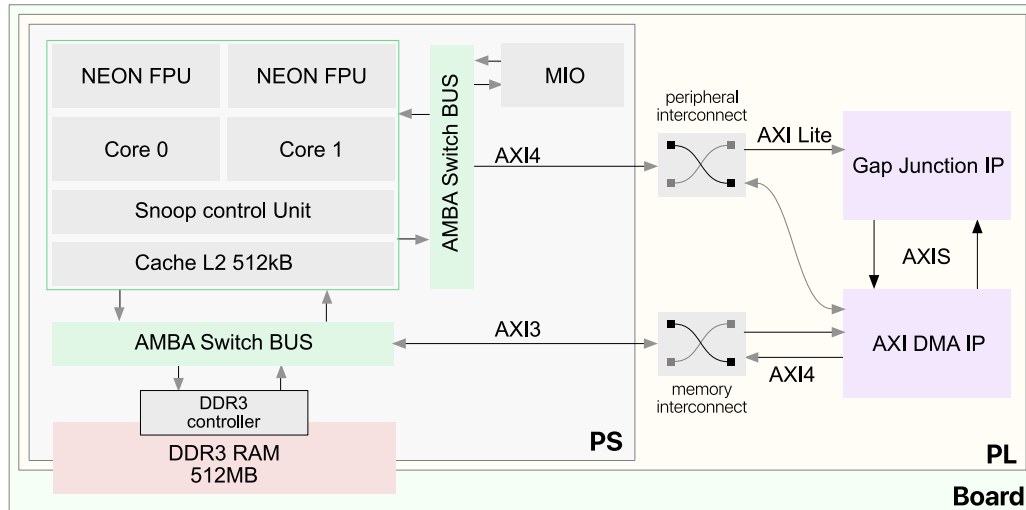 NEON FPU
NEON FPU
Core 0
Core 1
Snoop control Unit
Cache L2 512kB
AMBA Switch BUS
MIO
AXI4
peripheral
interconnect
AXI Lite
Gap Junction IP
AXIS
AMBA Switch BUS
AXI3
AXI DMA IP
AXI4
memory
interconnect
DDR3
controller
DDR3 RAM
512MB
PS
PL
Board